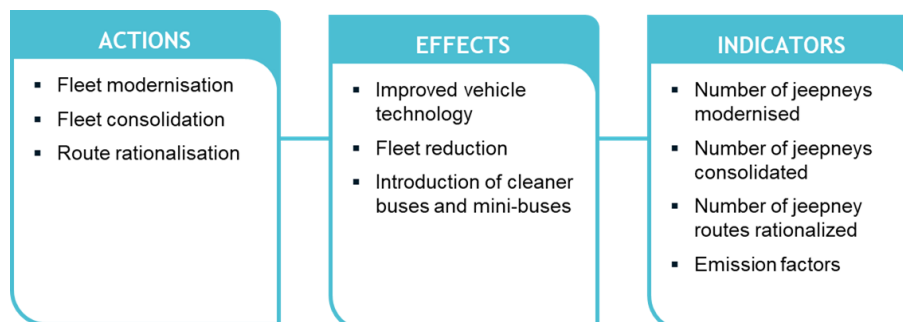 ACTIONS
▪ Fleet modernisation
▪ Fleet consolidation
▪ Route rationalisation
EFFECTS
▪ Improved vehicle
technology
▪ Fleet reduction
▪ Introduction of cleaner
buses and mini-buses
INDICATORS
▪ Number of jeepneys
modernised
▪ Number of jeepneys
consolidated
▪ Number of jeepney
routes rationalized
▪ Emission factors